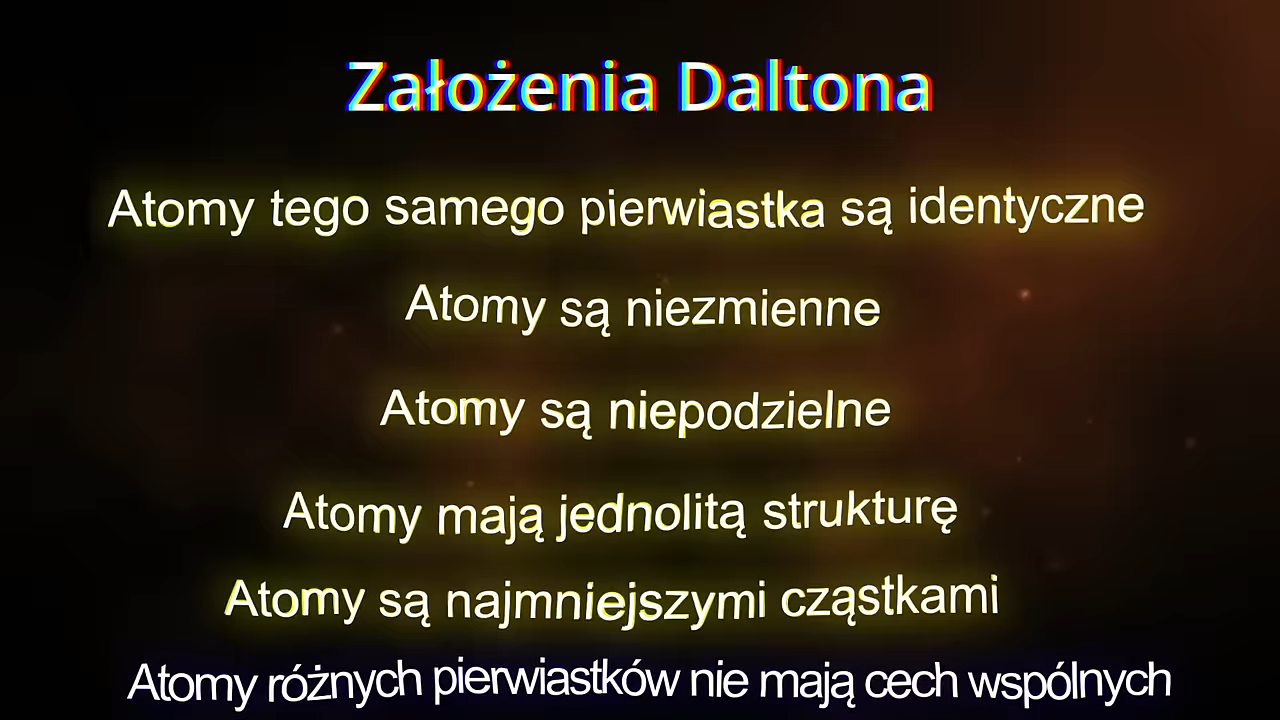 Założenia Daltona
Atomy tego samego pierwiastka są identyczne
Atomy są niezmienne
Atomy są niepodzielne
Atomy mają jednolitą strukturę
Atomy są najmniejszymi cząstkami
Atomy różnych pierwiastków nie mają cech wspólnych